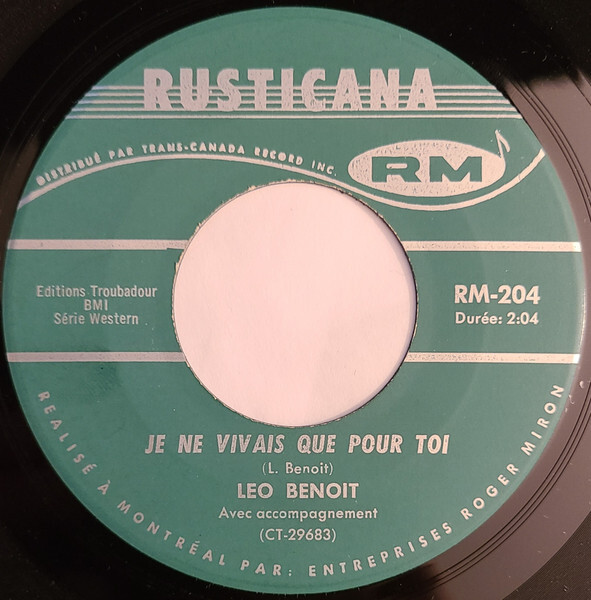 RUSTICANA
DISTRIBUÉ PAR TRANS-CANADA RECORD INC.
RM
Editions Troubadour
BMI
Série Western
RM-204
Durée: 2:04
JE NE VIVAIS QUE POUR TOI
(L. Benoit)
LEO BENOIT
Avec accompagnement
(CT-29683)
REALISÉ À MONTRÉAL PAR: ENTREPRISES ROGER MIRON